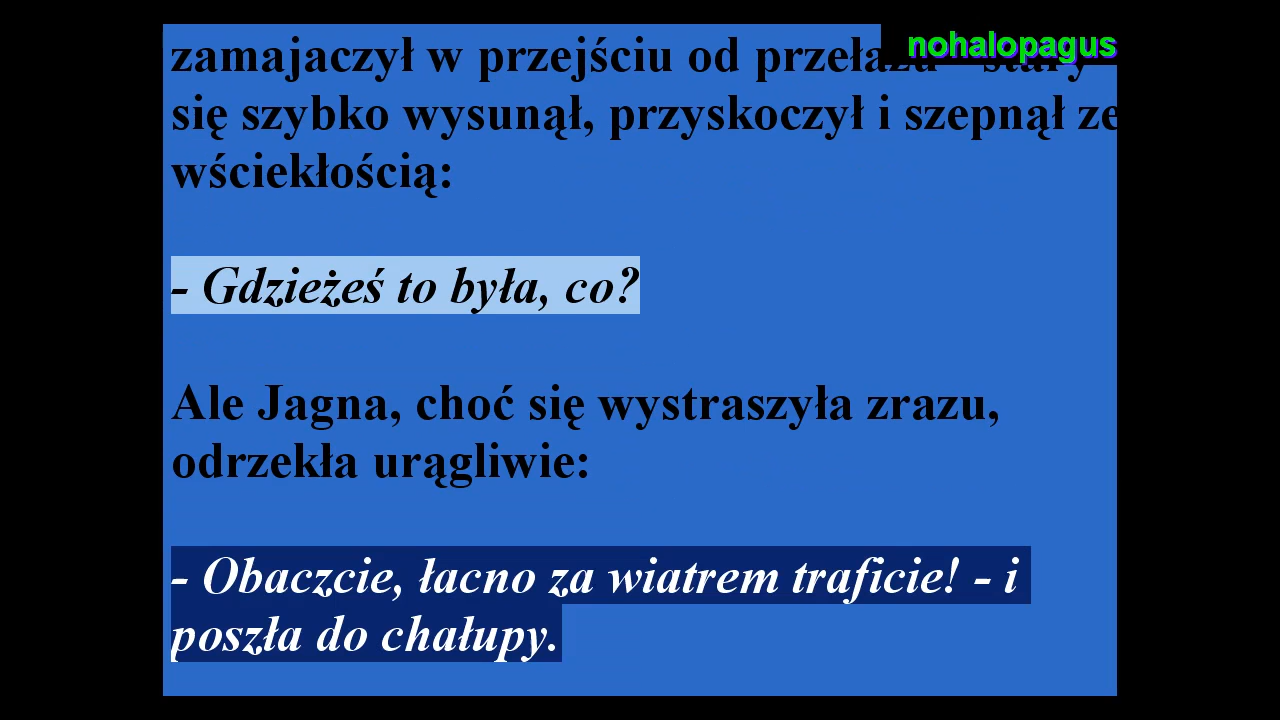 nohalopagus
zamajaczył w przejściu od przełazu - stary
się szybko wysunął, przyskoczył i szepnął ze
wściekłością:
- Gdzieżeś to była, co?
Ale Jagna, choć się wystraszyła zrazu,
odrzekła urągliwie:
- Obaczcie, łacno za wiatrem traficie! - i
poszła do chałupy.